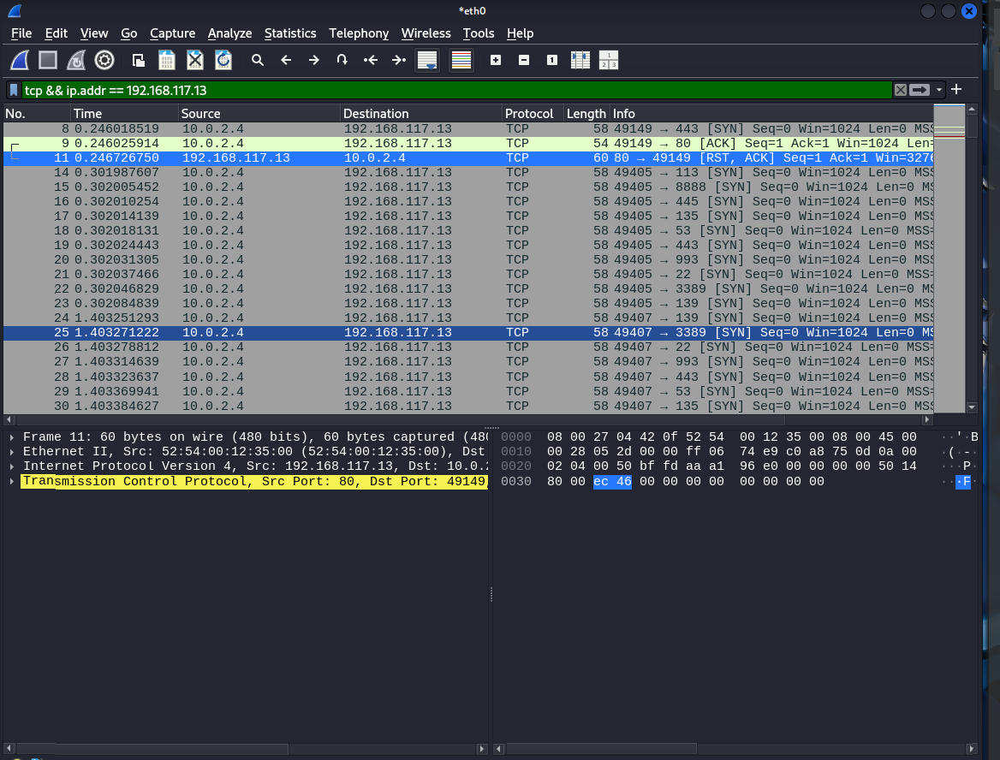 *eth0
File Edit View Go Capture Analyze Statistics Telephony Wireless Tools Help
tcp && ip.addr == 192.168.117.13
No. Time Source Destination Protocol Length Info
8 0.246018519 10.0.2.4 192.168.117.13 TCP 58 49149 → 443 [SYN] Seq=0 Win=1024 Len=0 MSS
9 0.246025914 10.0.2.4 192.168.117.13 TCP 54 49149 → 80 [ACK] Seq=1 Ack=1 Win=1024 Len
11 0.246726750 192.168.117.13 10.0.2.4 TCP 60 80 → 49149 [RST, ACK] Seq=1 Ack=1 Win=3276
14 0.301987607 10.0.2.4 192.168.117.13 TCP 58 49405 → 113 [SYN] Seq=0 Win=1024 Len=0 MSS
15 0.302005452 10.0.2.4 192.168.117.13 TCP 58 49405 → 8888 [SYN] Seq=0 Win=1024 Len=0 MS
16 0.302010254 10.0.2.4 192.168.117.13 TCP 58 49405 → 445 [SYN] Seq=0 Win=1024 Len=0 MSS
17 0.302014139 10.0.2.4 192.168.117.13 TCP 58 49405 → 135 [SYN] Seq=0 Win=1024 Len=0 MSS
18 0.302018131 10.0.2.4 192.168.117.13 TCP 58 49405 → 53 [SYN] Seq=0 Win=1024 Len=0 MSS=
19 0.302024443 10.0.2.4 192.168.117.13 TCP 58 49405 → 443 [SYN] Seq=0 Win=1024 Len=0 MSS
20 0.302031305 10.0.2.4 192.168.117.13 TCP 58 49405 → 993 [SYN] Seq=0 Win=1024 Len=0 MSS
21 0.302037466 10.0.2.4 192.168.117.13 TCP 58 49405 → 22 [SYN] Seq=0 Win=1024 Len=0 MSS=
22 0.302046829 10.0.2.4 192.168.117.13 TCP 58 49405 → 3389 [SYN] Seq=0 Win=1024 Len=0 MS
23 0.302084839 10.0.2.4 192.168.117.13 TCP 58 49405 → 139 [SYN] Seq=0 Win=1024 Len=0 MSS
24 1.403251293 10.0.2.4 192.168.117.13 TCP 58 49407 → 139 [SYN] Seq=0 Win=1024 Len=0 MSS
25 1.403271222 10.0.2.4 192.168.117.13 TCP 58 49407 → 3389 [SYN] Seq=0 Win=1024 Len=0 MS
26 1.403278812 10.0.2.4 192.168.117.13 TCP 58 49407 → 22 [SYN] Seq=0 Win=1024 Len=0 MSS=
27 1.403314639 10.0.2.4 192.168.117.13 TCP 58 49407 → 993 [SYN] Seq=0 Win=1024 Len=0 MSS
28 1.403323637 10.0.2.4 192.168.117.13 TCP 58 49407 → 443 [SYN] Seq=0 Win=1024 Len=0 MSS
29 1.403369941 10.0.2.4 192.168.117.13 TCP 58 49407 → 53 [SYN] Seq=0 Win=1024 Len=0 MSS=
30 1.403384627 10.0.2.4 192.168.117.13 TCP 58 49407 → 135 [SYN] Seq=0 Win=1024 Len=0 MSS
Frame 11: 60 bytes on wire (480 bits), 60 bytes captured (480
Ethernet II, Src: 52:54:00:12:35:00 (52:54:00:12:35:00), Dst
Internet Protocol Version 4, Src: 192.168.117.13, Dst: 10.0.2
Transmission Control Protocol, Src Port: 80, Dst Port: 49149,
0000 08 00 27 04 42 0f 52 54 00 12 35 00 08 00 45 00 ··'·B
0010 00 28 05 2d 00 00 ff 06 74 e9 c0 a8 75 0d 0a 00 ·(·-·
0020 02 04 00 50 bf fd aa a1 96 e0 00 00 00 00 50 14 ···P·
0030 80 00 ec 46 00 00 00 00 00 00 00 00 ···F·